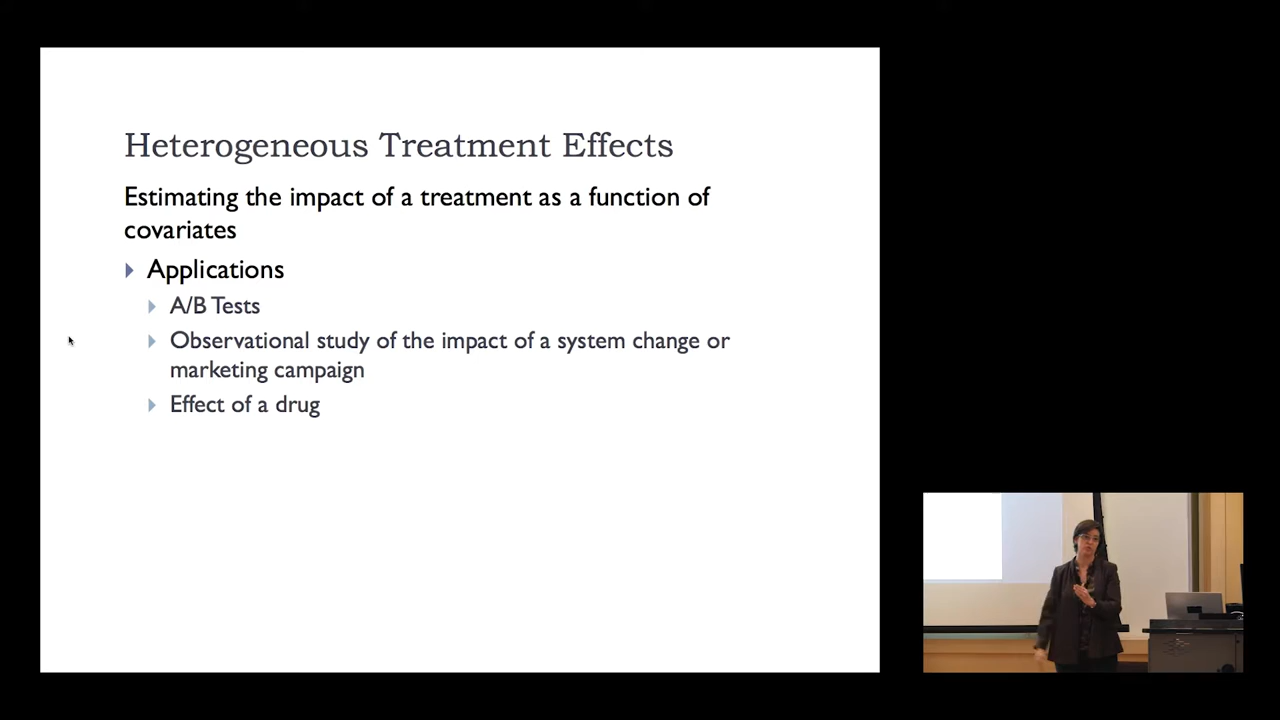 Heterogeneous Treatment Effects
Estimating the impact of a treatment as a function of
covariates
Applications
A/B Tests
Observational study of the impact of a system change or
marketing campaign
Effect of a drug